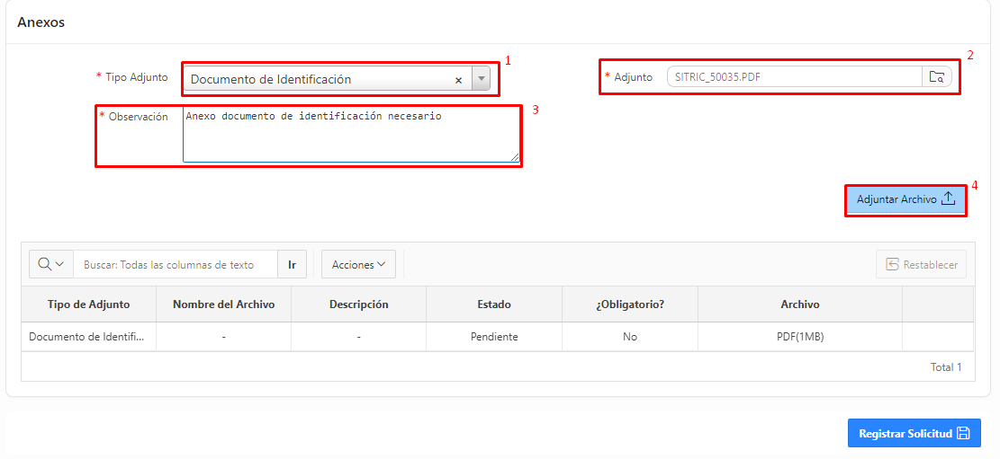 Anexos
1
2
* Tipo Adjunto
Documento de Identificación
×
* Adjunto
SITRIC_50035.PDF
3
* Observación
Anexo documento de identificación necesario
4
Adjuntar Archivo
Buscar: Todas las columnas de texto
Ir
Acciones
Restablecer
Tipo de Adjunto
Nombre del Archivo
Descripción
Estado
¿Obligatorio?
Archivo
Documento de Identifi...
-
-
Pendiente
No
PDF(1MB)
Total 1
Registrar Solicitud